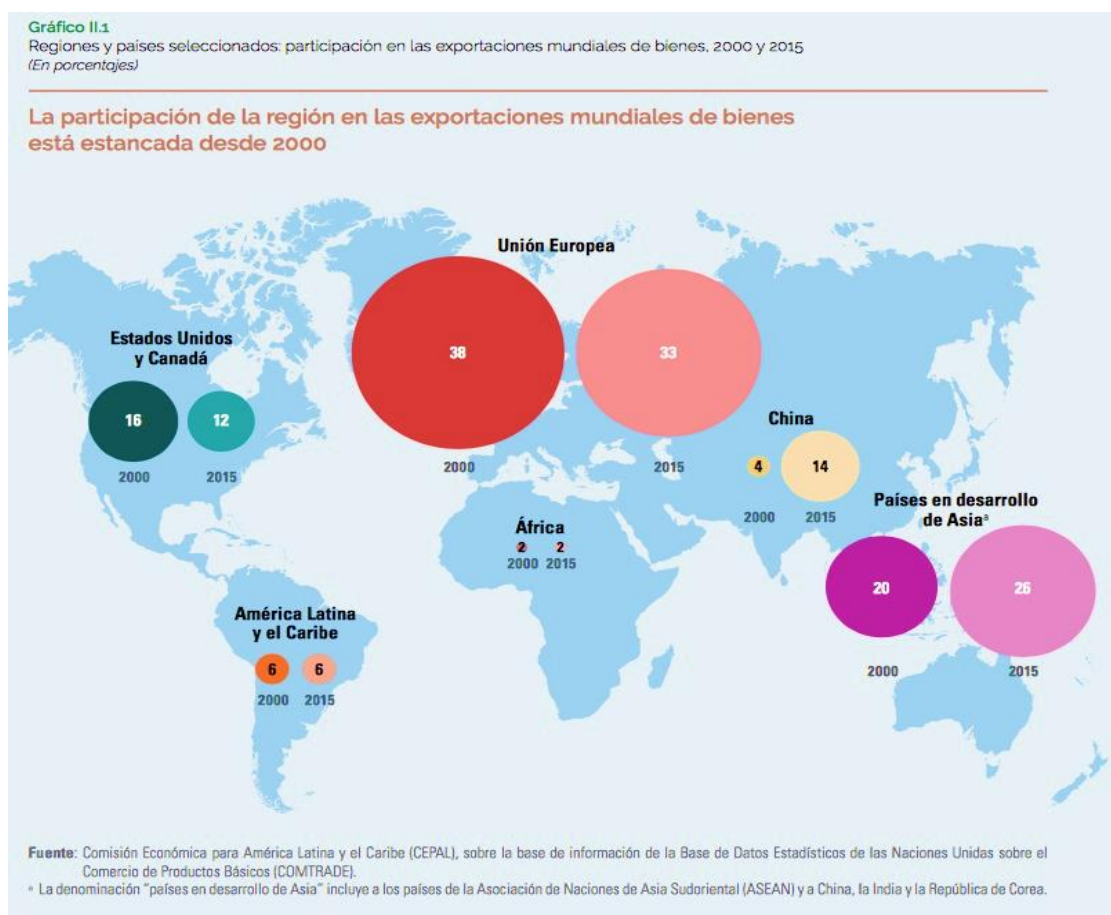 Gráfico II.1
Regiones y países seleccionados: participación en las exportaciones mundiales de bienes, 2000 y 2015
(En porcentajes)
La participación de la región en las exportaciones mundiales de bienes
está estancada desde 2000
Unión Europea
38
33
2000
2015
Estados Unidos
y Canadá
16
12
2000
2015
China
4
14
2000
2015
Países en desarrollo
de Asiaª
20
26
2000
2015
África
2
2
2000
2015
América Latina
y el Caribe
6
6
2000
2015
Fuente: Comisión Económica para América Latina y el Caribe (CEPAL), sobre la base de información de la Base de Datos Estadísticos de las Naciones Unidas sobre el
Comercio de Productos Básicos (COMTRADE).
ª La denominación "países en desarrollo de Asia" incluye a los países de la Asociación de Naciones de Asia Sudoriental (ASEAN) y a China, la India y la República de Corea.